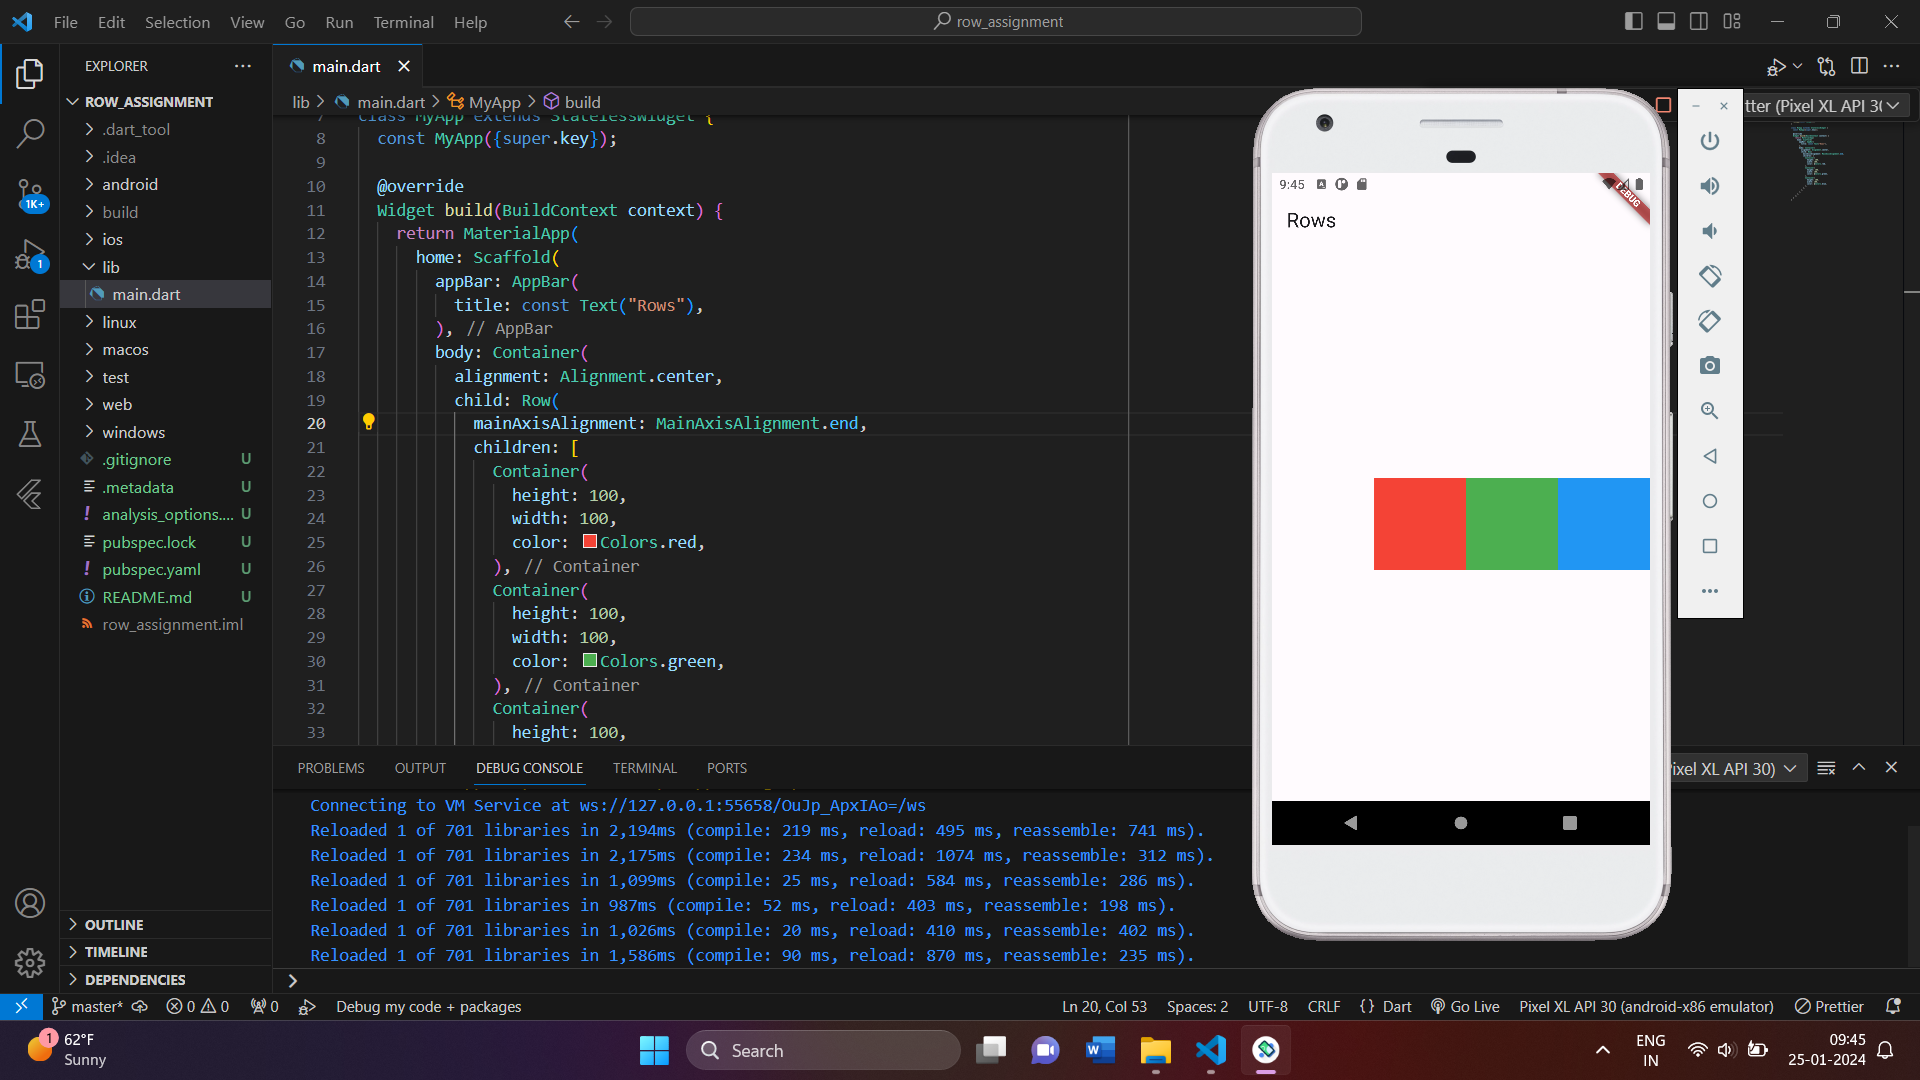 File Edit Selection View Go Run Terminal Help
row_assignment
EXPLORER
main.dart
ROW_ASSIGNMENT
.dart_tool
.idea
android
build
ios
lib
main.dart
linux
macos
test
web
windows
.gitignore U
.metadata U
analysis_options.... U
pubspec.lock U
pubspec.yaml U
README.md U
row_assignment.iml
OUTLINE
TIMELINE
DEPENDENCIES
1K+
1
lib > main.dart > MyApp > build
7 class MyApp extends StatelessWidget {
8 const MyApp({super.key});
9
10 @override
11 Widget build(BuildContext context) {
12 return MaterialApp(
13 home: Scaffold(
14 appBar: AppBar(
15 title: const Text("Rows"),
16 ), // AppBar
17 body: Container(
18 alignment: Alignment.center,
19 child: Row(
20 mainAxisAlignment: MainAxisAlignment.end,
21 children: [
22 Container(
23 height: 100,
24 width: 100,
25 color: Colors.red,
26 ), // Container
27 Container(
28 height: 100,
29 width: 100,
30 color: Colors.green,
31 ), // Container
32 Container(
33 height: 100,
tter (Pixel XL API 30
9:45
DEBUG
Rows
PROBLEMS OUTPUT DEBUG CONSOLE TERMINAL PORTS
ixel XL API 30)
Connecting to VM Service at ws://127.0.0.1:55658/OuJp_ApxIAo=/ws
Reloaded 1 of 701 libraries in 2,194ms (compile: 219 ms, reload: 495 ms, reassemble: 741 ms).
Reloaded 1 of 701 libraries in 2,175ms (compile: 234 ms, reload: 1074 ms, reassemble: 312 ms).
Reloaded 1 of 701 libraries in 1,099ms (compile: 25 ms, reload: 584 ms, reassemble: 286 ms).
Reloaded 1 of 701 libraries in 987ms (compile: 52 ms, reload: 403 ms, reassemble: 198 ms).
Reloaded 1 of 701 libraries in 1,026ms (compile: 20 ms, reload: 410 ms, reassemble: 402 ms).
Reloaded 1 of 701 libraries in 1,586ms (compile: 90 ms, reload: 870 ms, reassemble: 235 ms).
master* 0 0 0 Debug my code + packages Ln 20, Col 53 Spaces: 2 UTF-8 CRLF {} Dart Go Live Pixel XL API 30 (android-x86 emulator) Prettier
1
62°F
Sunny
Search
ENG
IN
09:45
25-01-2024